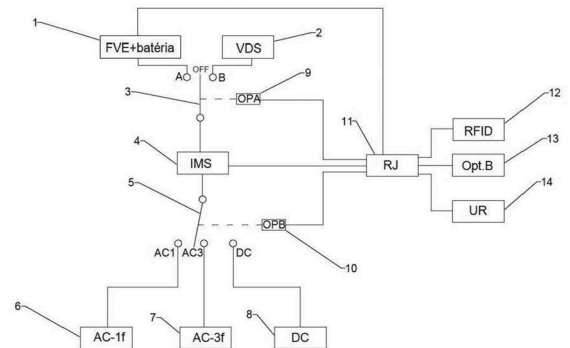 1
FVE+batéria
VDS
2
A
OFF
B
3
OPA
9
4
IMS
11
RJ
RFID
12
Opt.B
13
UR
14
5
OPB
10
AC1
AC3
DC
6
AC-1f
7
AC-3f
8
DC